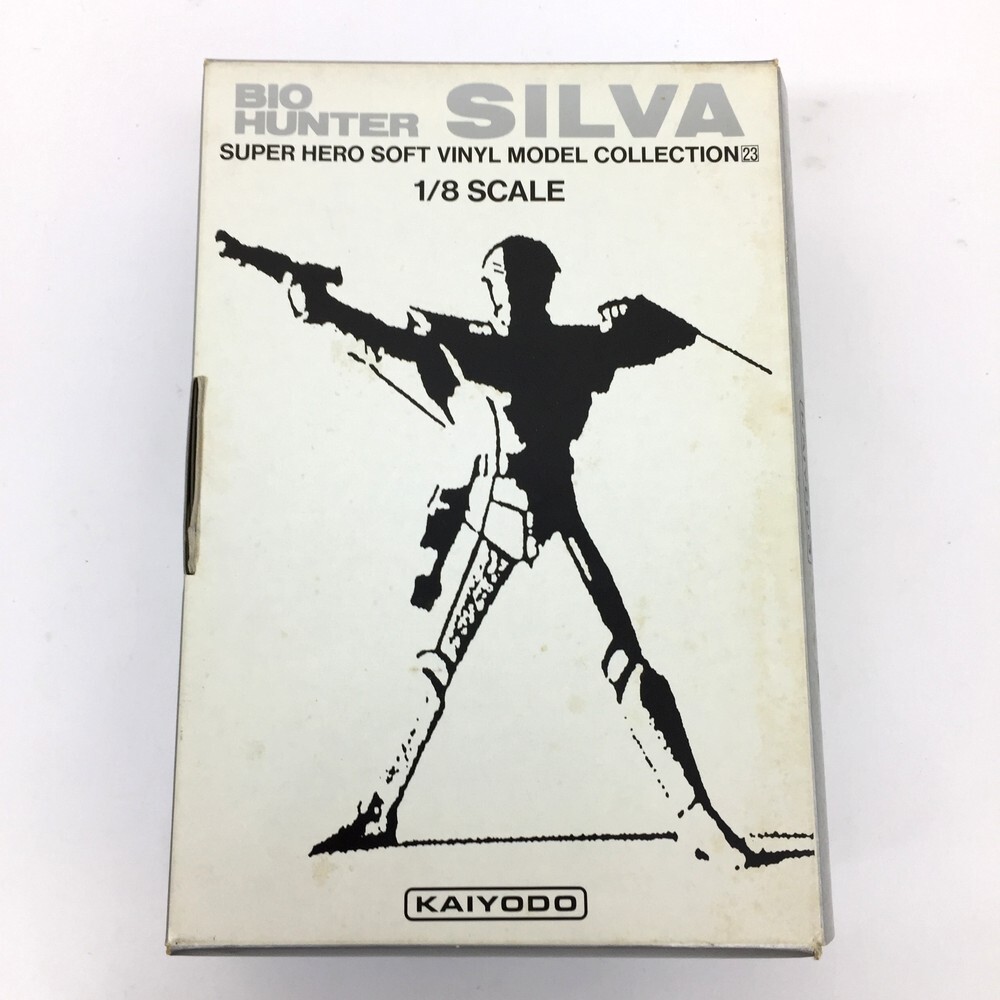 BIO
HUNTER SILVA
SUPER HERO SOFT VINYL MODEL COLLECTION 23
1/8 SCALE
KAIYODO